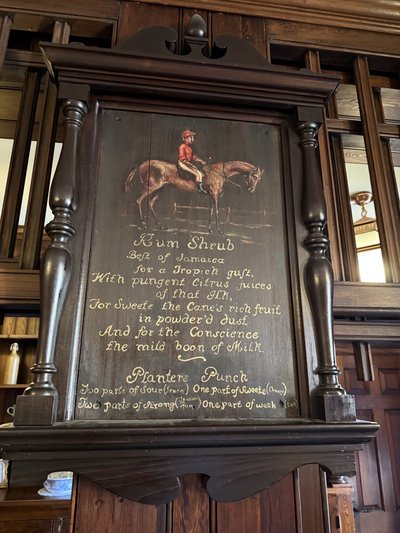 Rum Shrub
Best of Jamaica
for a Tropick gust,
With pungent Citrus juices
of that Ilk,
For Sweete the Cane's rich fruit
in powder'd dust
And for the Conscience
the mild boon of Milk.
Planters Punch
Two parts of Sour One part of Sweete
Two parts of Strong One part of weak